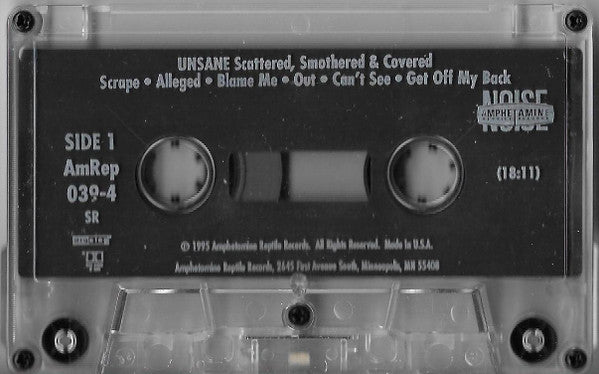 UNSANE Scattered, Smothered & Covered
Scrape • Alleged • Blame Me • Out • Can't See • Get Off My Back
NOISE
AMPHETAMINE
NOISE
SIDE 1
AmRep
039-4
SR
(18:11)
© 1995 Amphetamine Reptile Records. All Rights Reserved. Made In U.S.A.
Amphetamine Reptile Records, 2645 First Avenue South, Minneapolis, MN 55408